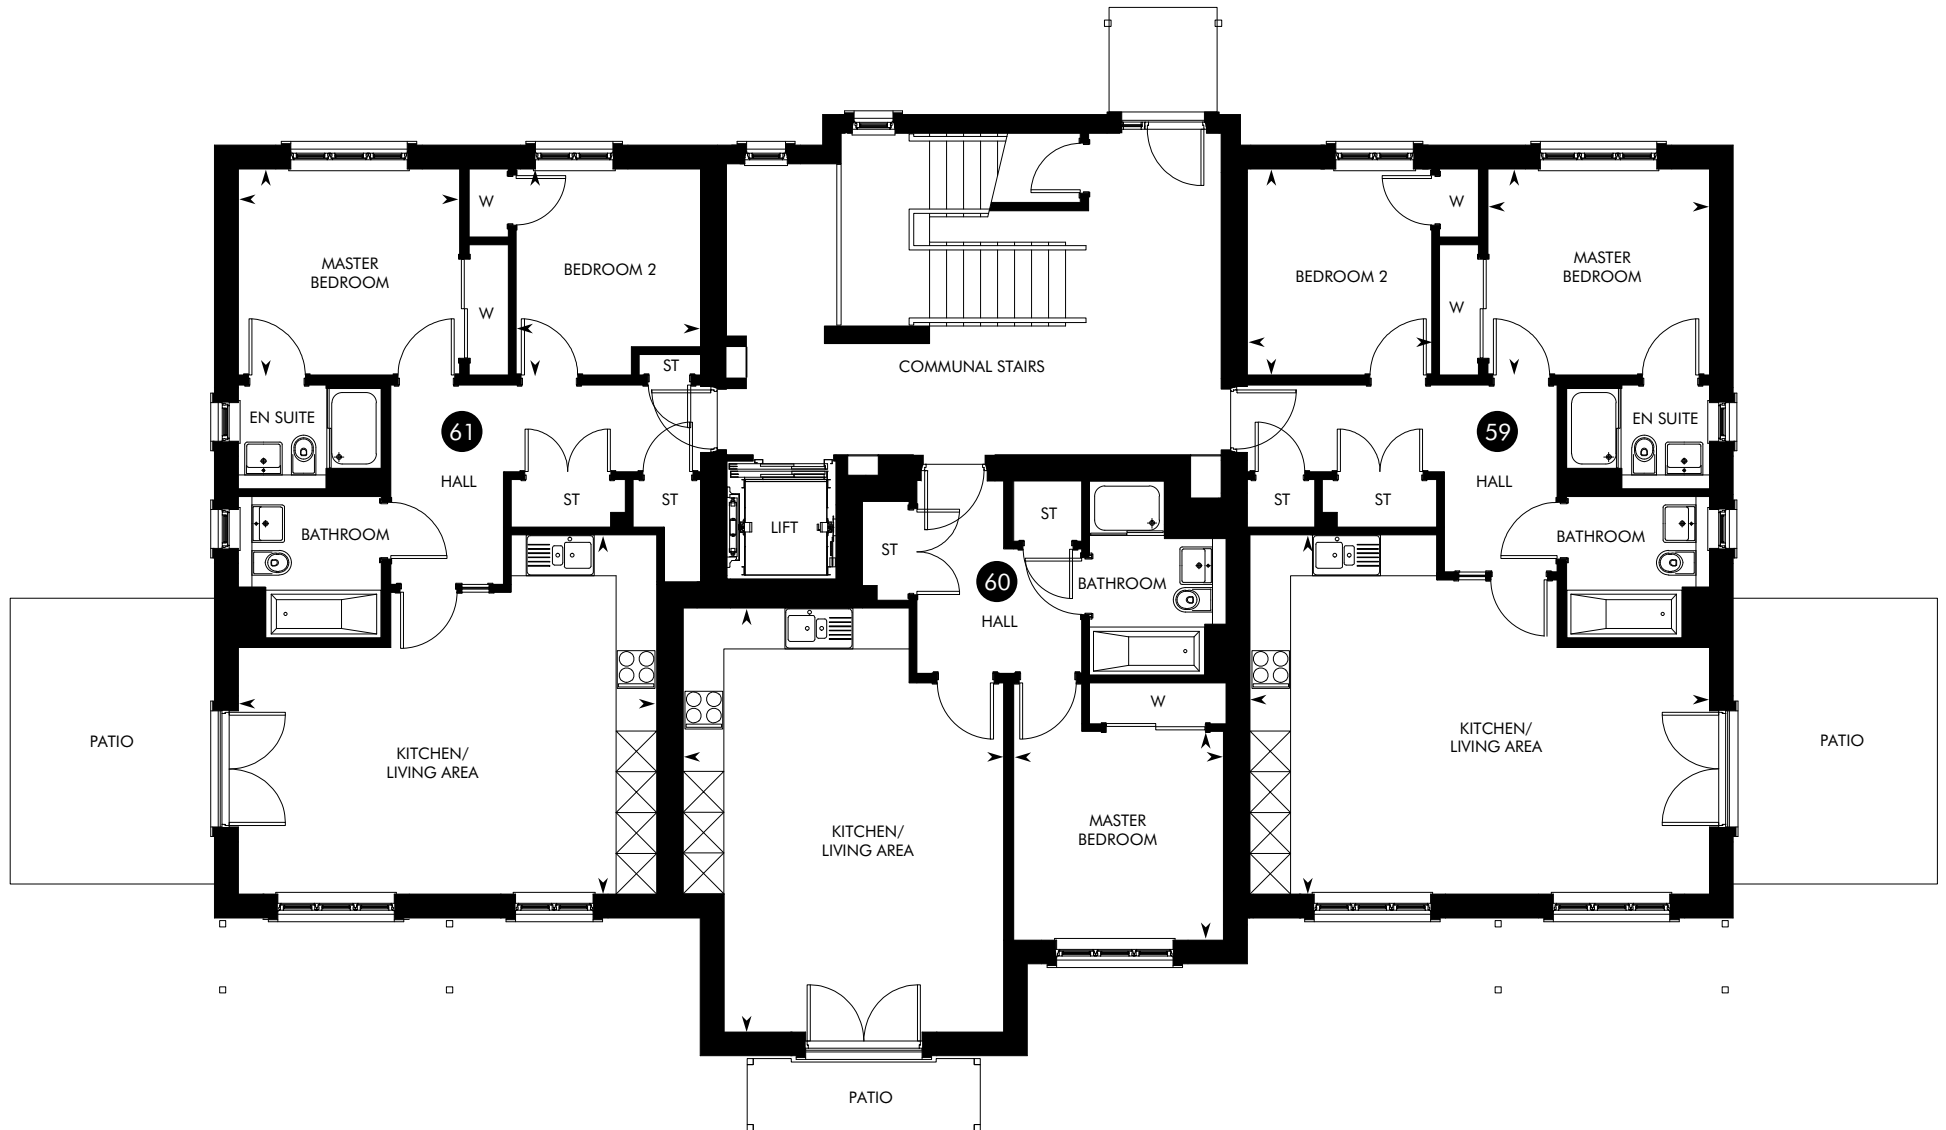 W
W
MASTER
BEDROOM
BEDROOM 2
BEDROOM 2
MASTER
BEDROOM
W
W
ST
COMMUNAL STAIRS
EN SUITE
61
59
EN SUITE
HALL
HALL
ST
ST
ST
ST
BATHROOM
LIFT
ST
ST
BATHROOM
60
BATHROOM
HALL
W
PATIO
KITCHEN/
LIVING AREA
KITCHEN/
LIVING AREA
PATIO
KITCHEN/
LIVING AREA
MASTER
BEDROOM
PATIO